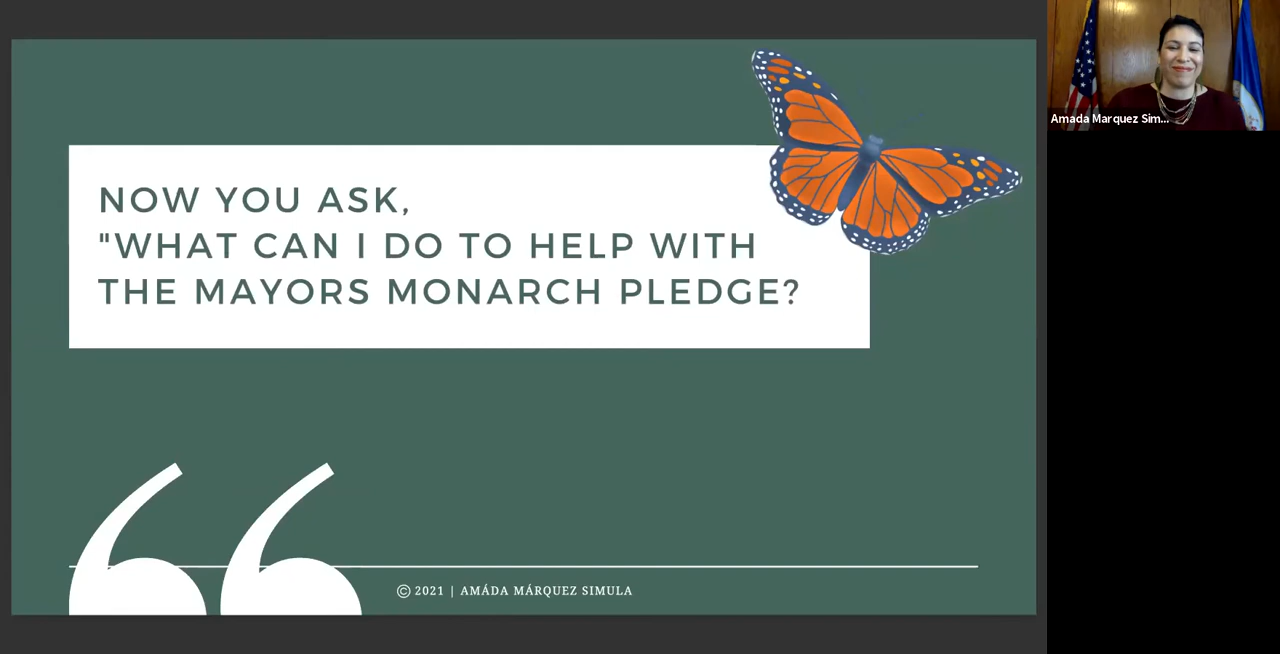 NOW YOU ASK,
"WHAT CAN I DO TO HELP WITH
THE MAYORS MONARCH PLEDGE?
© 2021 | AMÁDA MÁRQUEZ SIMULA
Amada Marquez Sim...